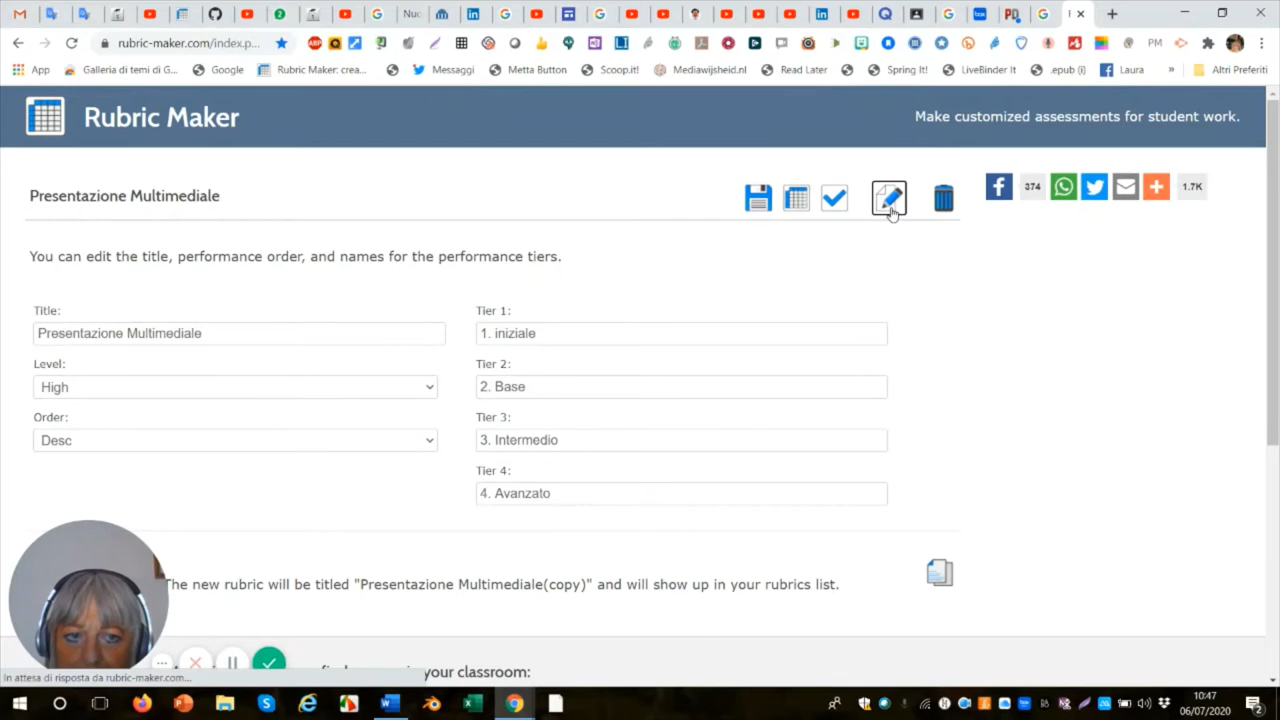 rubric-maker.com/index.p...
ABP
PM
App
Galleria di temi di G...
Google
Rubric Maker: crea...
Messaggi
Metta Button
Scoop.it!
Mediawijsheid.nl
Read Later
Spring It!
LiveBinder It
.epub (i)
Laura
»
Altri Preferiti
Rubric Maker
Make customized assessments for student work.
Presentazione Multimediale
374
1.7K
You can edit the title, performance order, and names for the performance tiers.
Title:
Presentazione Multimediale
Level:
High
Order:
Desc
Tier 1:
1. iniziale
Tier 2:
2. Base
Tier 3:
3. Intermedio
Tier 4:
4. Avanzato
The new rubric will be titled "Presentazione Multimediale(copy)" and will show up in your rubrics list.
your classroom:
In attesa di risposta da rubric-maker.com...
10:47
06/07/2020
2